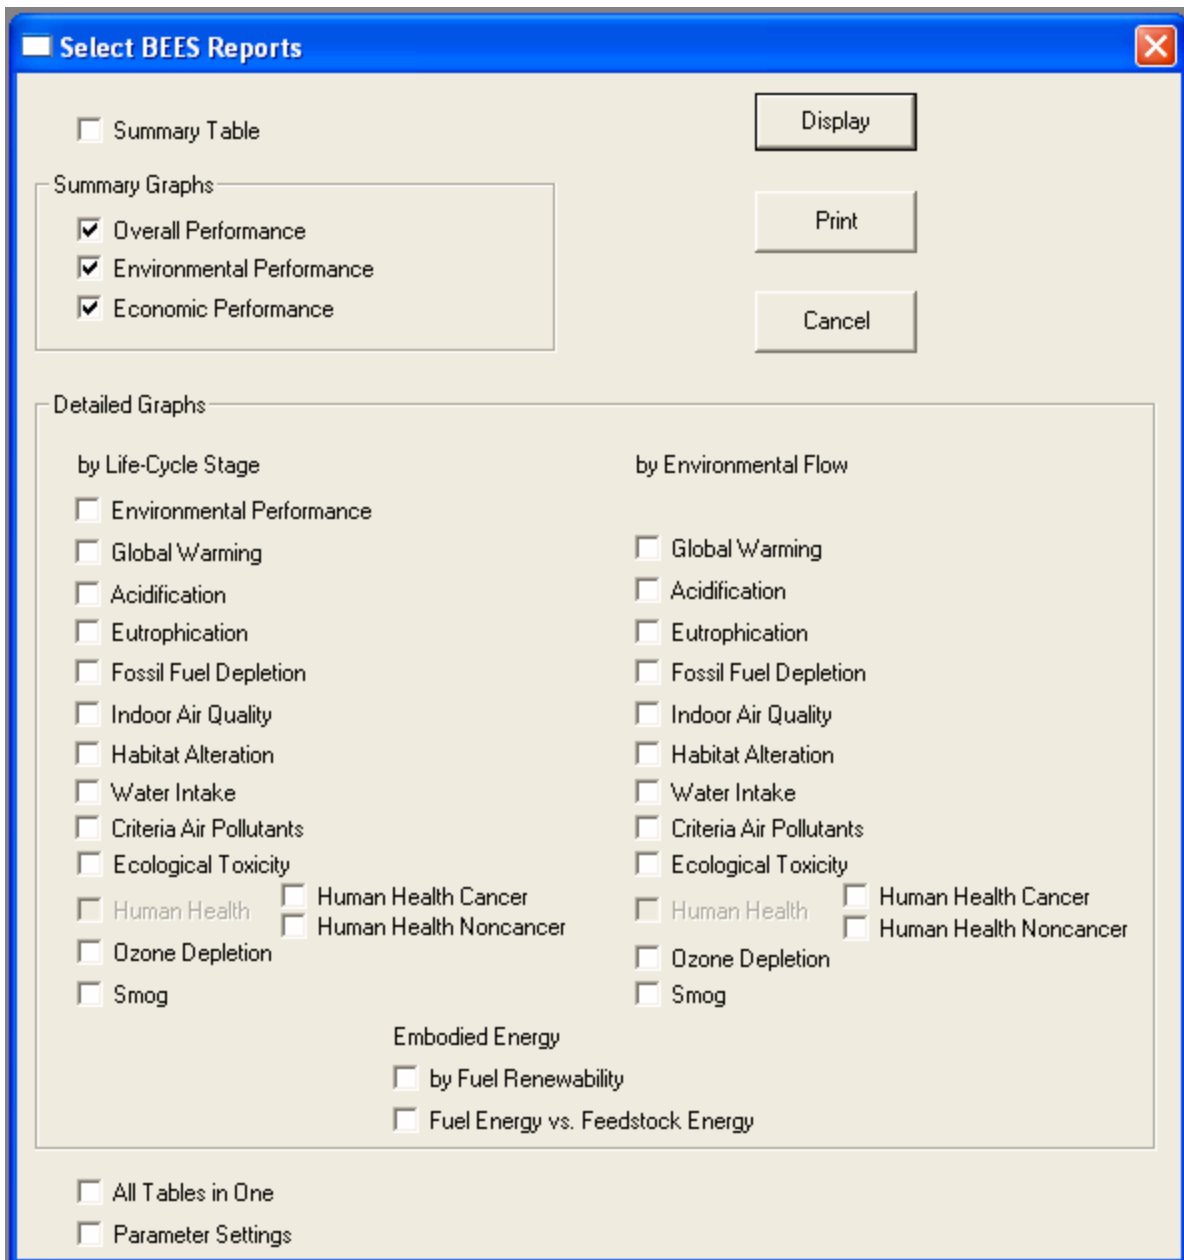 Select BEES Reports
Summary Table
Display
Summary Graphs
Overall Performance
Environmental Performance
Economic Performance
Print
Cancel
Detailed Graphs
by Life-Cycle Stage
Environmental Performance
Global Warming
Acidification
Eutrophication
Fossil Fuel Depletion
Indoor Air Quality
Habitat Alteration
Water Intake
Criteria Air Pollutants
Ecological Toxicity
Human Health
Human Health Cancer
Human Health Noncancer
Ozone Depletion
Smog
by Environmental Flow
Global Warming
Acidification
Eutrophication
Fossil Fuel Depletion
Indoor Air Quality
Habitat Alteration
Water Intake
Criteria Air Pollutants
Ecological Toxicity
Human Health
Human Health Cancer
Human Health Noncancer
Ozone Depletion
Smog
Embodied Energy
by Fuel Renewability
Fuel Energy vs. Feedstock Energy
All Tables in One
Parameter Settings